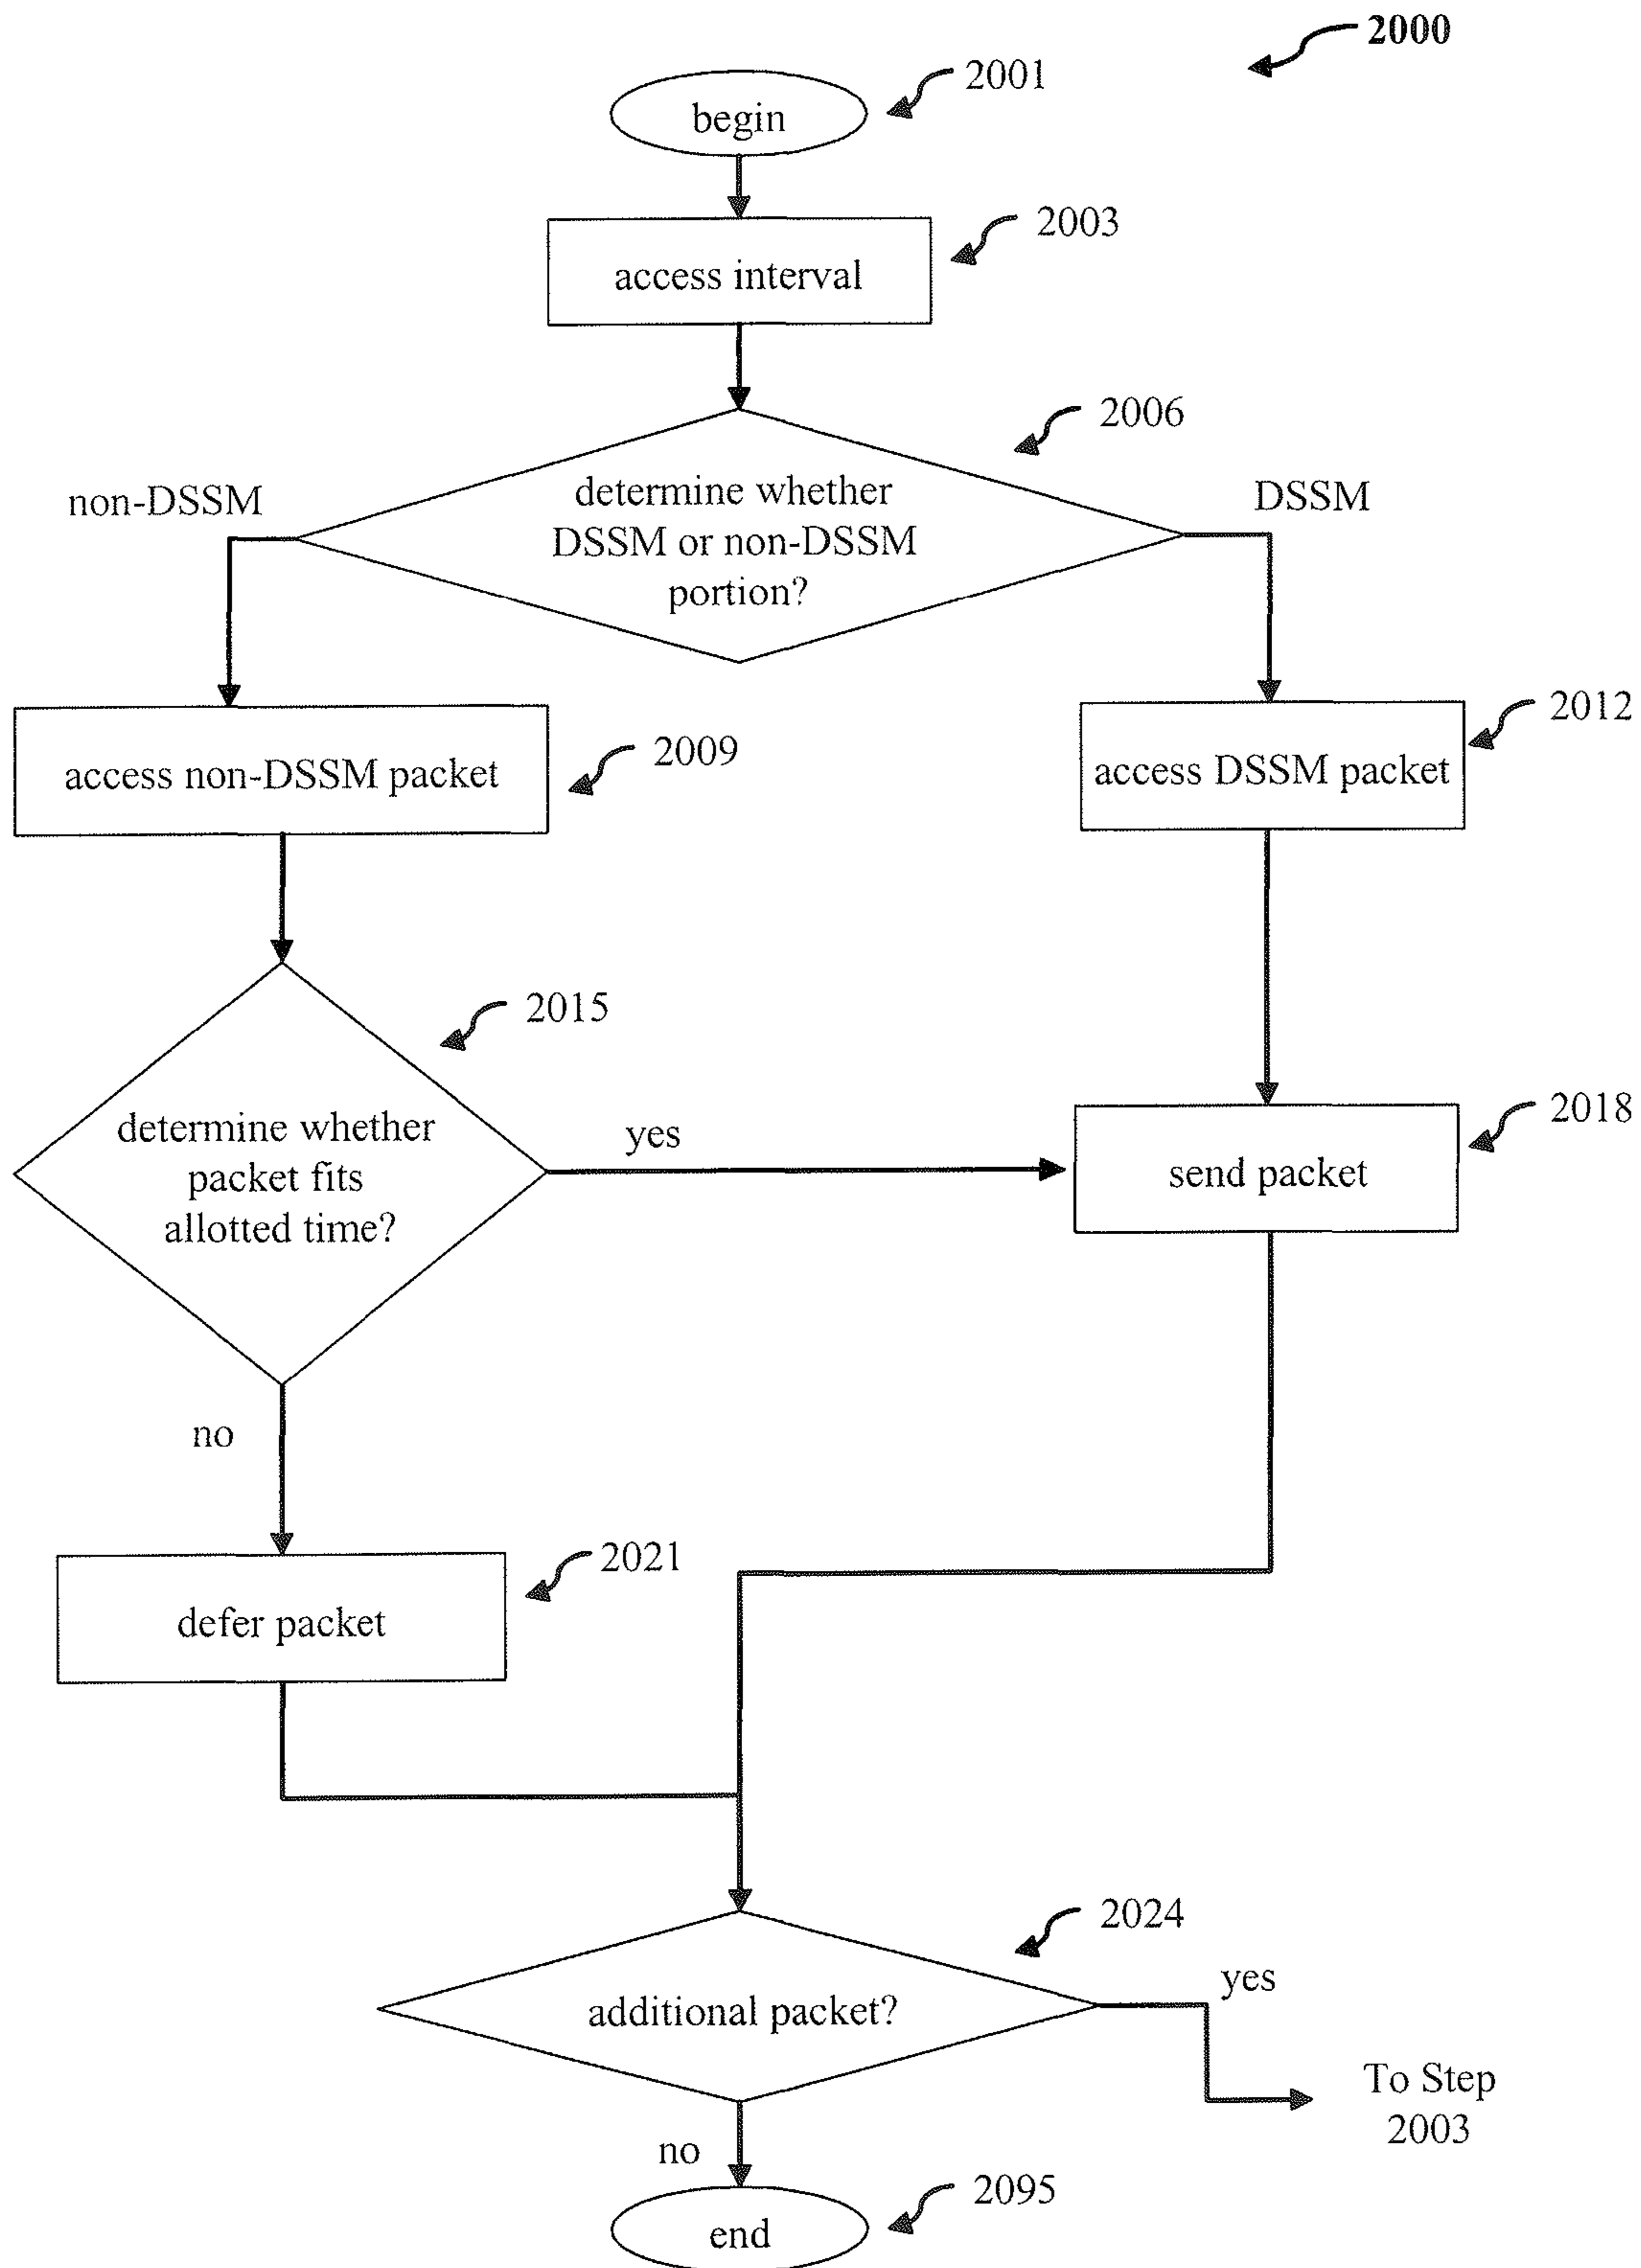 2000
begin
2001
access interval
2003
determine whether
DSSM or non-DSSM
portion?
2006
non-DSSM
DSSM
access non-DSSM packet
2009
access DSSM packet
2012
determine whether
packet fits
allotted time?
2015
yes
send packet
2018
no
defer packet
2021
additional packet?
2024
yes
To Step
2003
no
end
2095